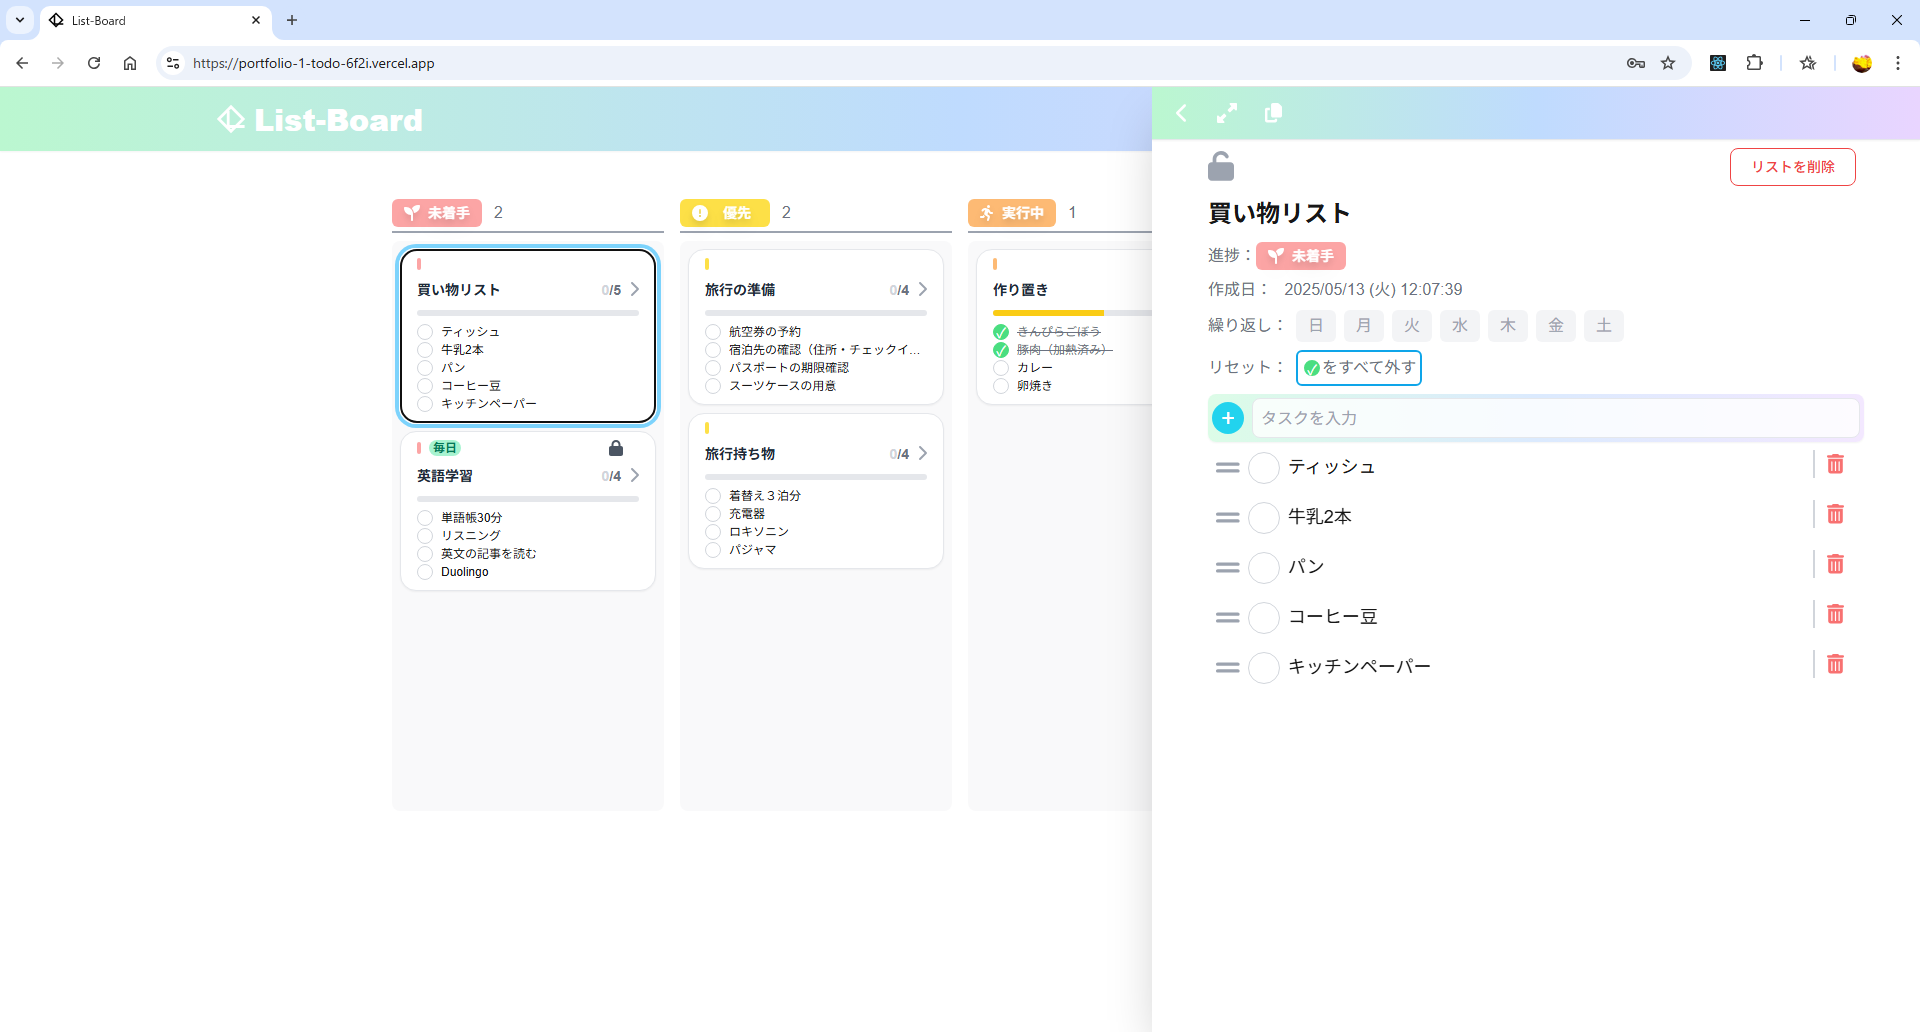 List-Board
https://portfolio-1-todo-6f2i.vercel.app
List-Board
未着手 2
買い物リスト 0/5
ティッシュ
牛乳2本
パン
コーヒー豆
キッチンペーパー
毎日
英語学習 0/4
単語帳30分
リスニング
英文の記事を読む
Duolingo
優先 2
旅行の準備 0/4
航空券の予約
宿泊先の確認（住所・チェックイ...
パスポートの期限確認
スーツケースの用意
旅行持ち物 0/4
着替え３泊分
充電器
ロキソニン
パジャマ
実行中 1
作り置き
きんぴらごぼう
豚肉（加熱済み）
カレー
卵焼き
リストを削除
買い物リスト
進捗： 未着手
作成日： 2025/05/13 (火) 12:07:39
繰り返し： 日 月 火 水 木 金 土
リセット： をすべて外す
タスクを入力
ティッシュ
牛乳2本
パン
コーヒー豆
キッチンペーパー